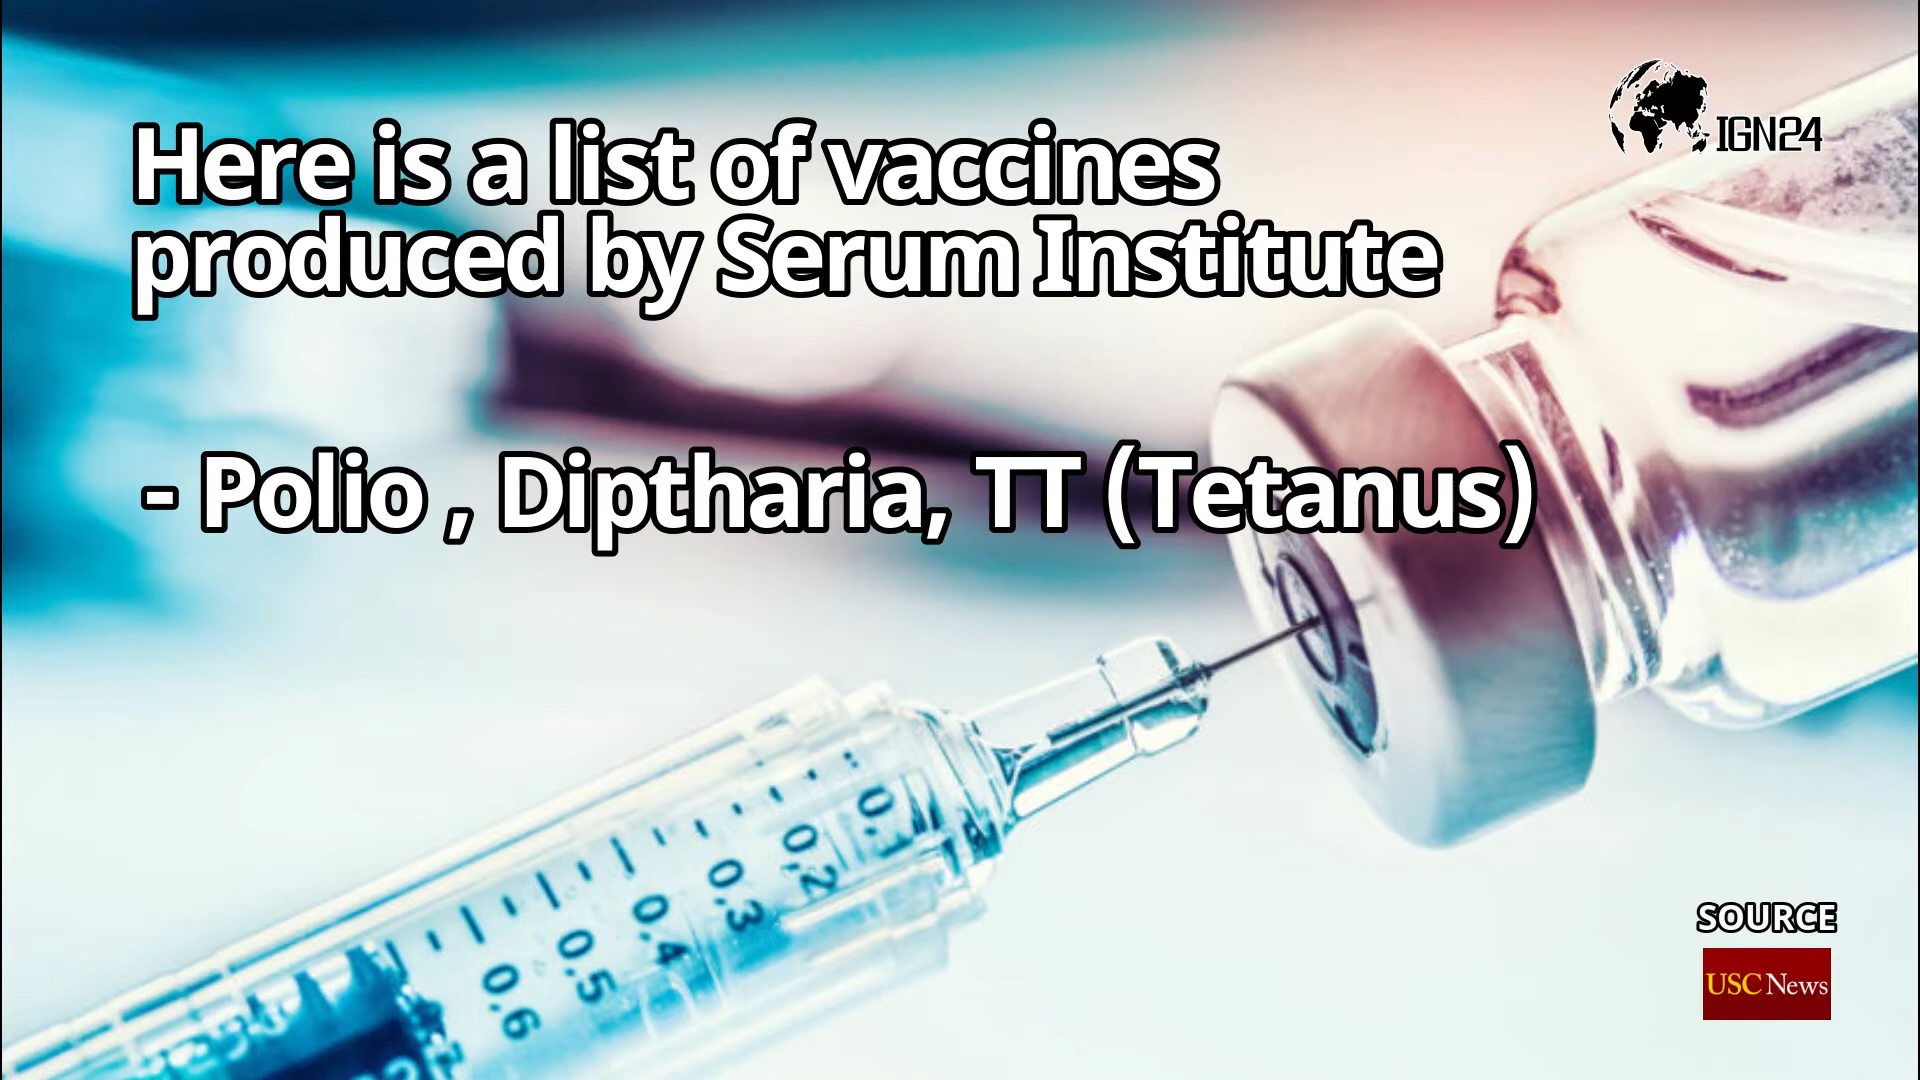 IGN24
Here is a list of vaccines
produced by Serum Institute
- Polio , Diptharia, TT (Tetanus)
0.1
0.2
0.3
0.4
0.5
0.6
SOURCE
USC News